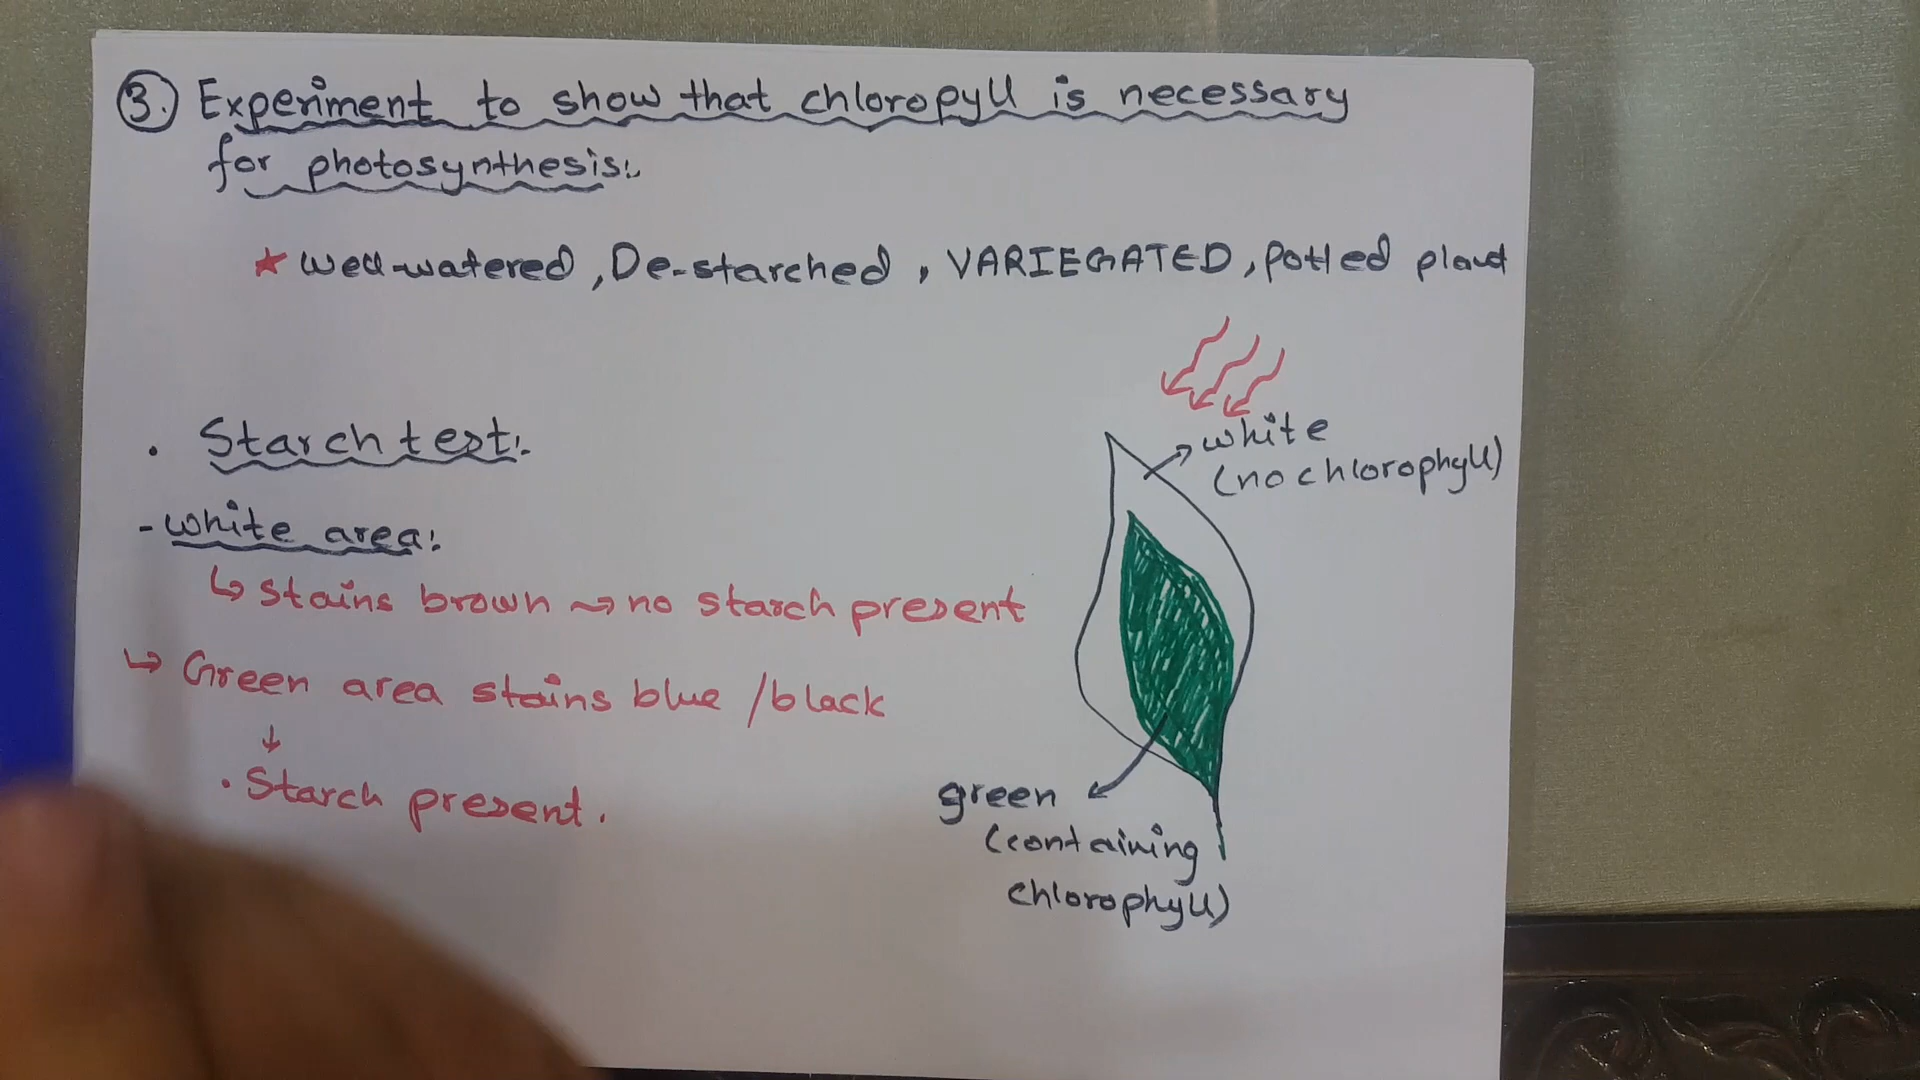 3. Experiment to show that chloropyll is necessary
for photosynthesis:
★ Well-watered, De-starched, VARIEGATED, Potted plant
• Starch test:
- White area:
↳ stains brown ⇝ no starch present
↳ Green area stains blue / black
↓
• Starch present.
white
(no chlorophyll)
green
(containing
chlorophyll)